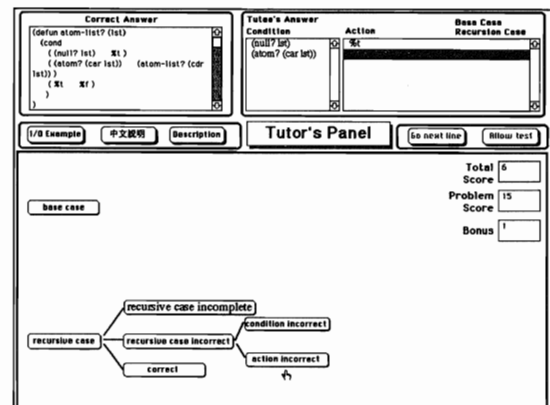 Correct Answer
(defun atom-list? (lst)
(cond
( (null? lst) %t )
( (atom? (car lst)) (atom-list? (cdr
lst)) )
( %t %f )
)
)
Tutee's Answer
Base Case
Condition Action Recursion Case
(null? lst) %t
(atom? (car lst))
I/O Example
中文說明
Description
Tutor's Panel
Go next line
Allow test
Total Score 6
Problem Score 15
Bonus 1
base case
recursive case incomplete
condition incorrect
recursive case
recursive case incorrect
action incorrect
correct